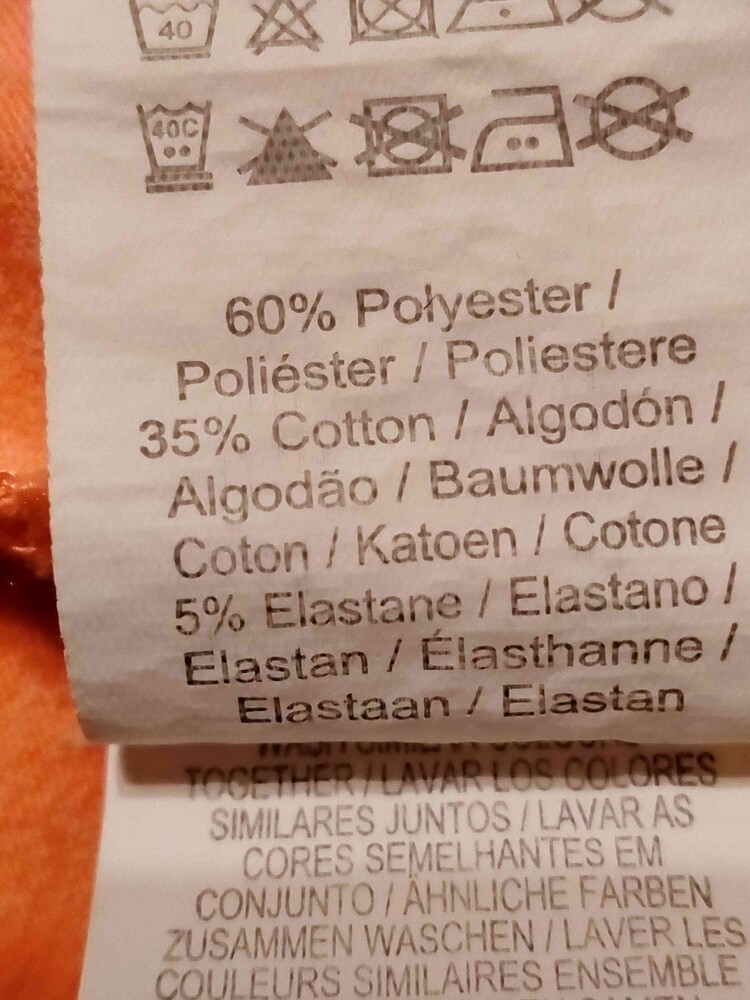 40
40C
60% Polyester /
Poliéster / Poliestere
35% Cotton / Algodón /
Algodão / Baumwolle /
Coton / Katoen / Cotone
5% Elastane / Elastano /
Elastan / Élasthanne /
Elastaan / Elastan
TOGETHER / LAVAR LOS COLORES
SIMILARES JUNTOS / LAVAR AS
CORES SEMELHANTES EM
CONJUNTO / ÄHNLICHE FARBEN
ZUSAMMEN WASCHEN / LAVER LES
COULEURS SIMILAIRES ENSEMBLE